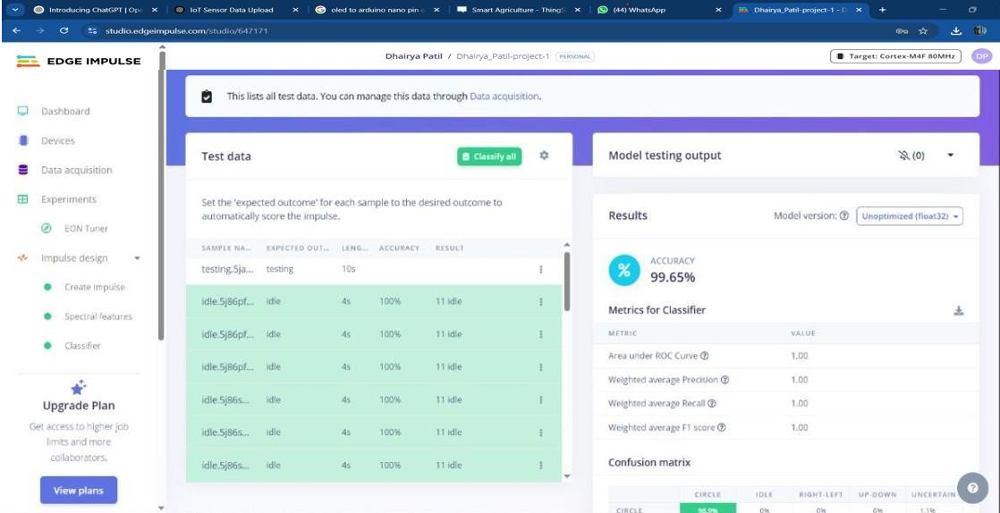 Introducing ChatGPT | Ope
IoT Sensor Data Upload
oled to arduino nano pin c
Smart Agriculture - ThingS
(44) WhatsApp
Dhairya_Patil-project-1 - D
studio.edgeimpulse.com/studio/647171
EDGE IMPULSE
Dhairya Patil / Dhairya_Patil-project-1 PERSONAL
Target: Cortex-M4F 80MHz
DP
Dashboard
Devices
Data acquisition
Experiments
EON Tuner
Impulse design
Create impulse
Spectral features
Classifier
Upgrade Plan
Get access to higher job
limits and more
collaborators.
View plans
This lists all test data. You can manage this data through Data acquisition.
Test data
Classify all
Set the 'expected outcome' for each sample to the desired outcome to
automatically score the impulse.
SAMPLE NA... EXPECTED OUT... LENG... ACCURACY RESULT
testing.5ja... testing 10s
idle.5j86pf... idle 4s 100% 11 idle
idle.5j86pf... idle 4s 100% 11 idle
idle.5j86pf... idle 4s 100% 11 idle
idle.5j86s... idle 4s 100% 11 idle
idle.5j86s... idle 4s 100% 11 idle
idle.5j86s... idle 4s 100% 11 idle
Model testing output
(0)
Results
Model version: Unoptimized (float32)
%
ACCURACY
99.65%
Metrics for Classifier
METRIC VALUE
Area under ROC Curve 1.00
Weighted average Precision 1.00
Weighted average Recall 1.00
Weighted average F1 score 1.00
Confusion matrix
CIRCLE IDLE RIGHT-LEFT UP-DOWN UNCERTAIN
CIRCLE 98.9% 0% 0% 0% 1.1%